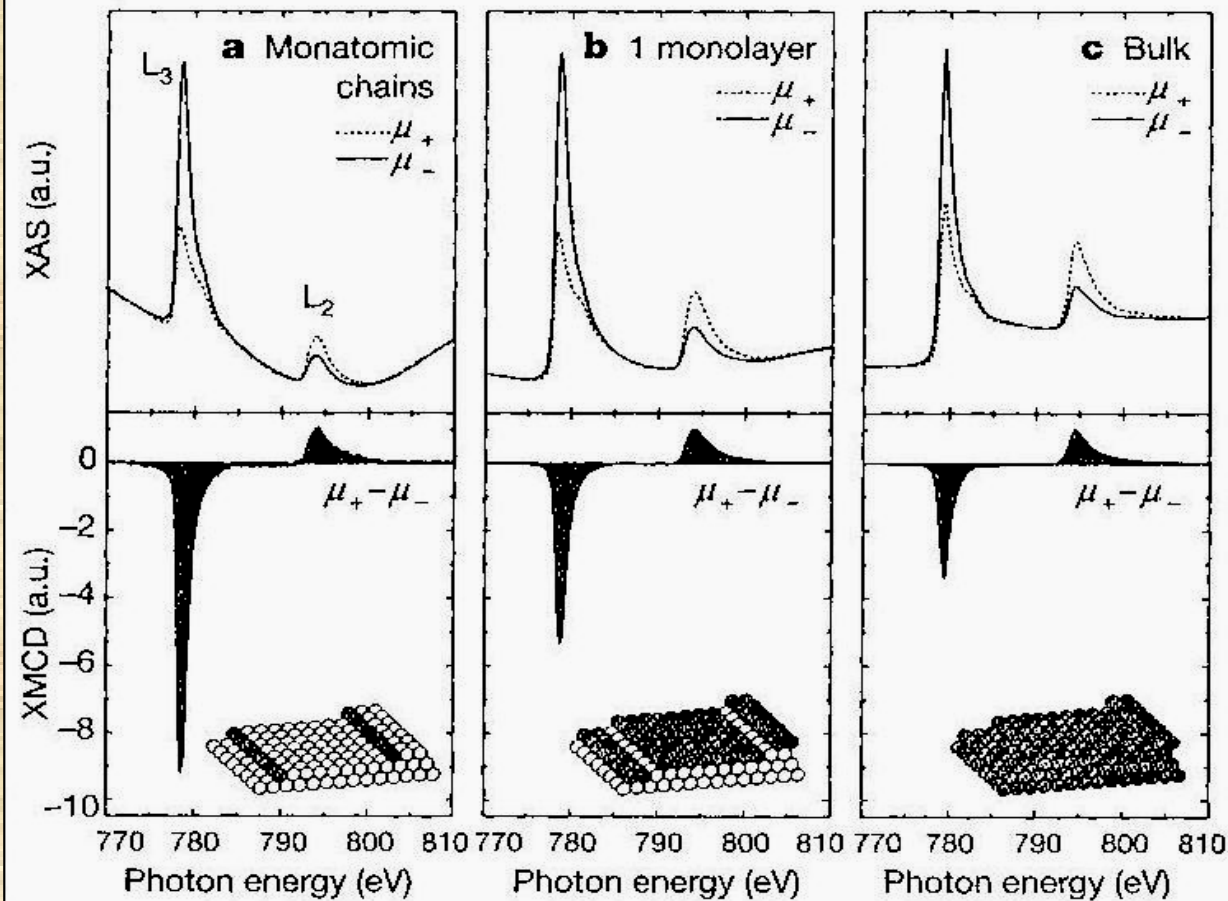 a Monatomic chains
L₃
μ₊
μ₋
L₂
b 1 monolayer
μ₊
μ₋
c Bulk
μ₊
μ₋
XAS (a.u.)
0
−2
−4
−6
−8
−10
XMCD (a.u.)
μ₊−μ₋
μ₊−μ₋
μ₊−μ₋
770 780 790 800 810
770 780 790 800 810
770 780 790 800 810
Photon energy (eV)
Photon energy (eV)
Photon energy (eV)